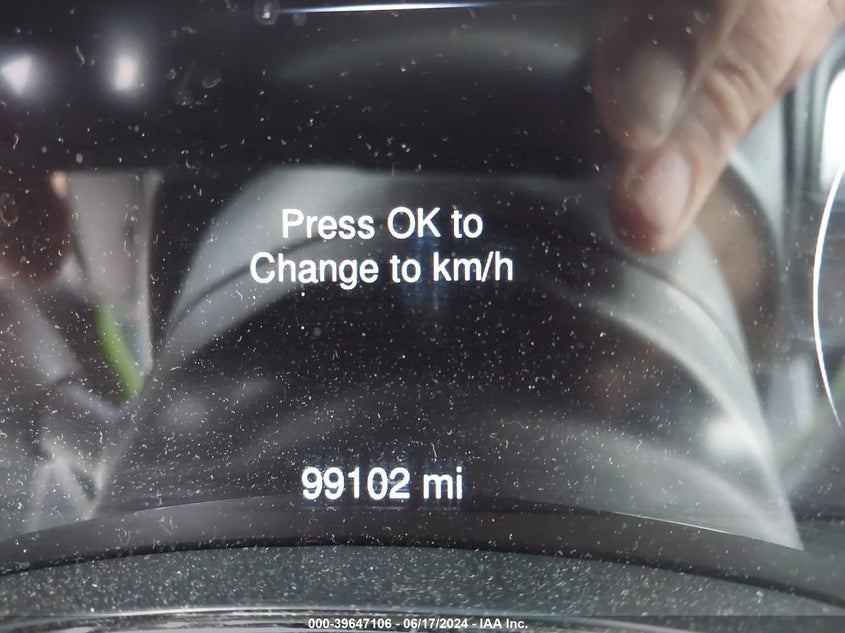 Press OK to
Change to km/h
99102 mi
000-39647106 - 06/17/2024 - IAA Inc.